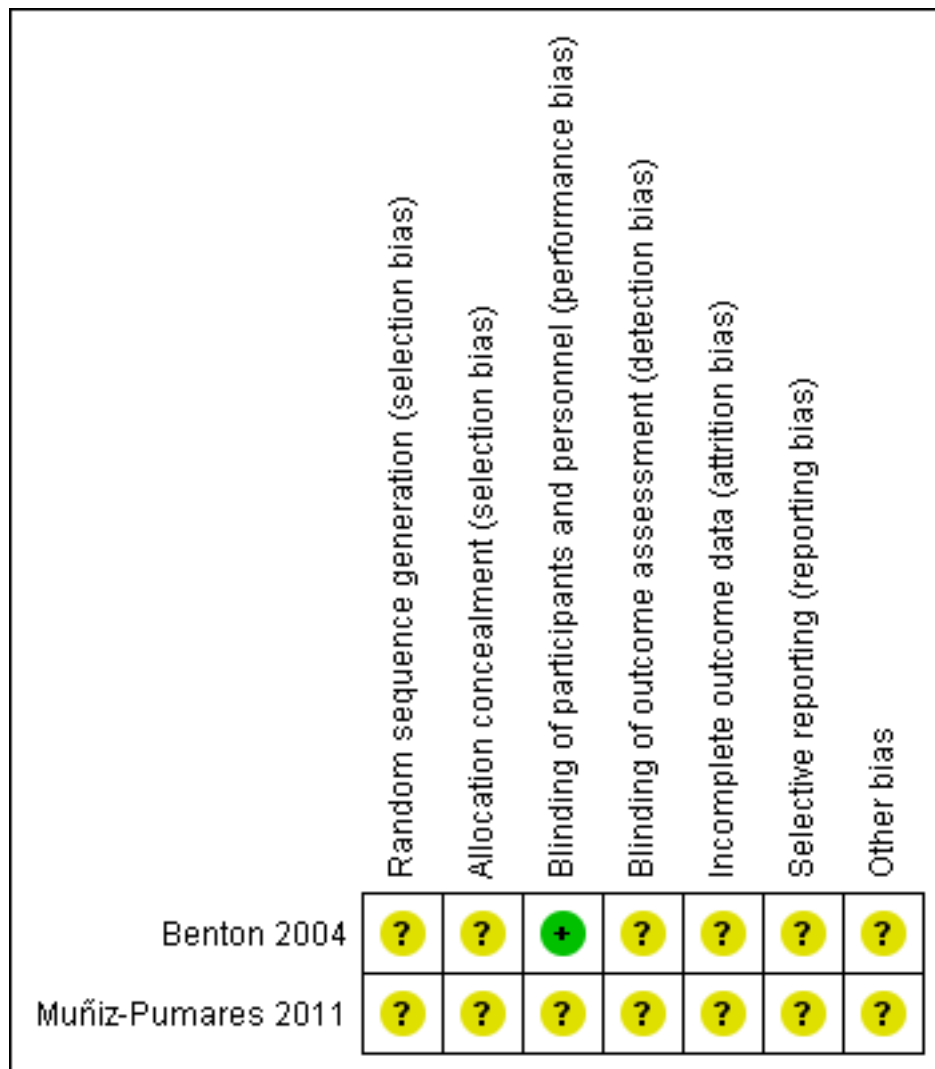 Random sequence generation (selection bias)
Allocation concealment (selection bias)
Blinding of participants and personnel (performance bias)
Blinding of outcome assessment (detection bias)
Incomplete outcome data (attrition bias)
Selective reporting (reporting bias)
Other bias
Benton 2004 ? ? + ? ? ? ?
Muñiz-Pumares 2011 ? ? ? ? ? ? ?